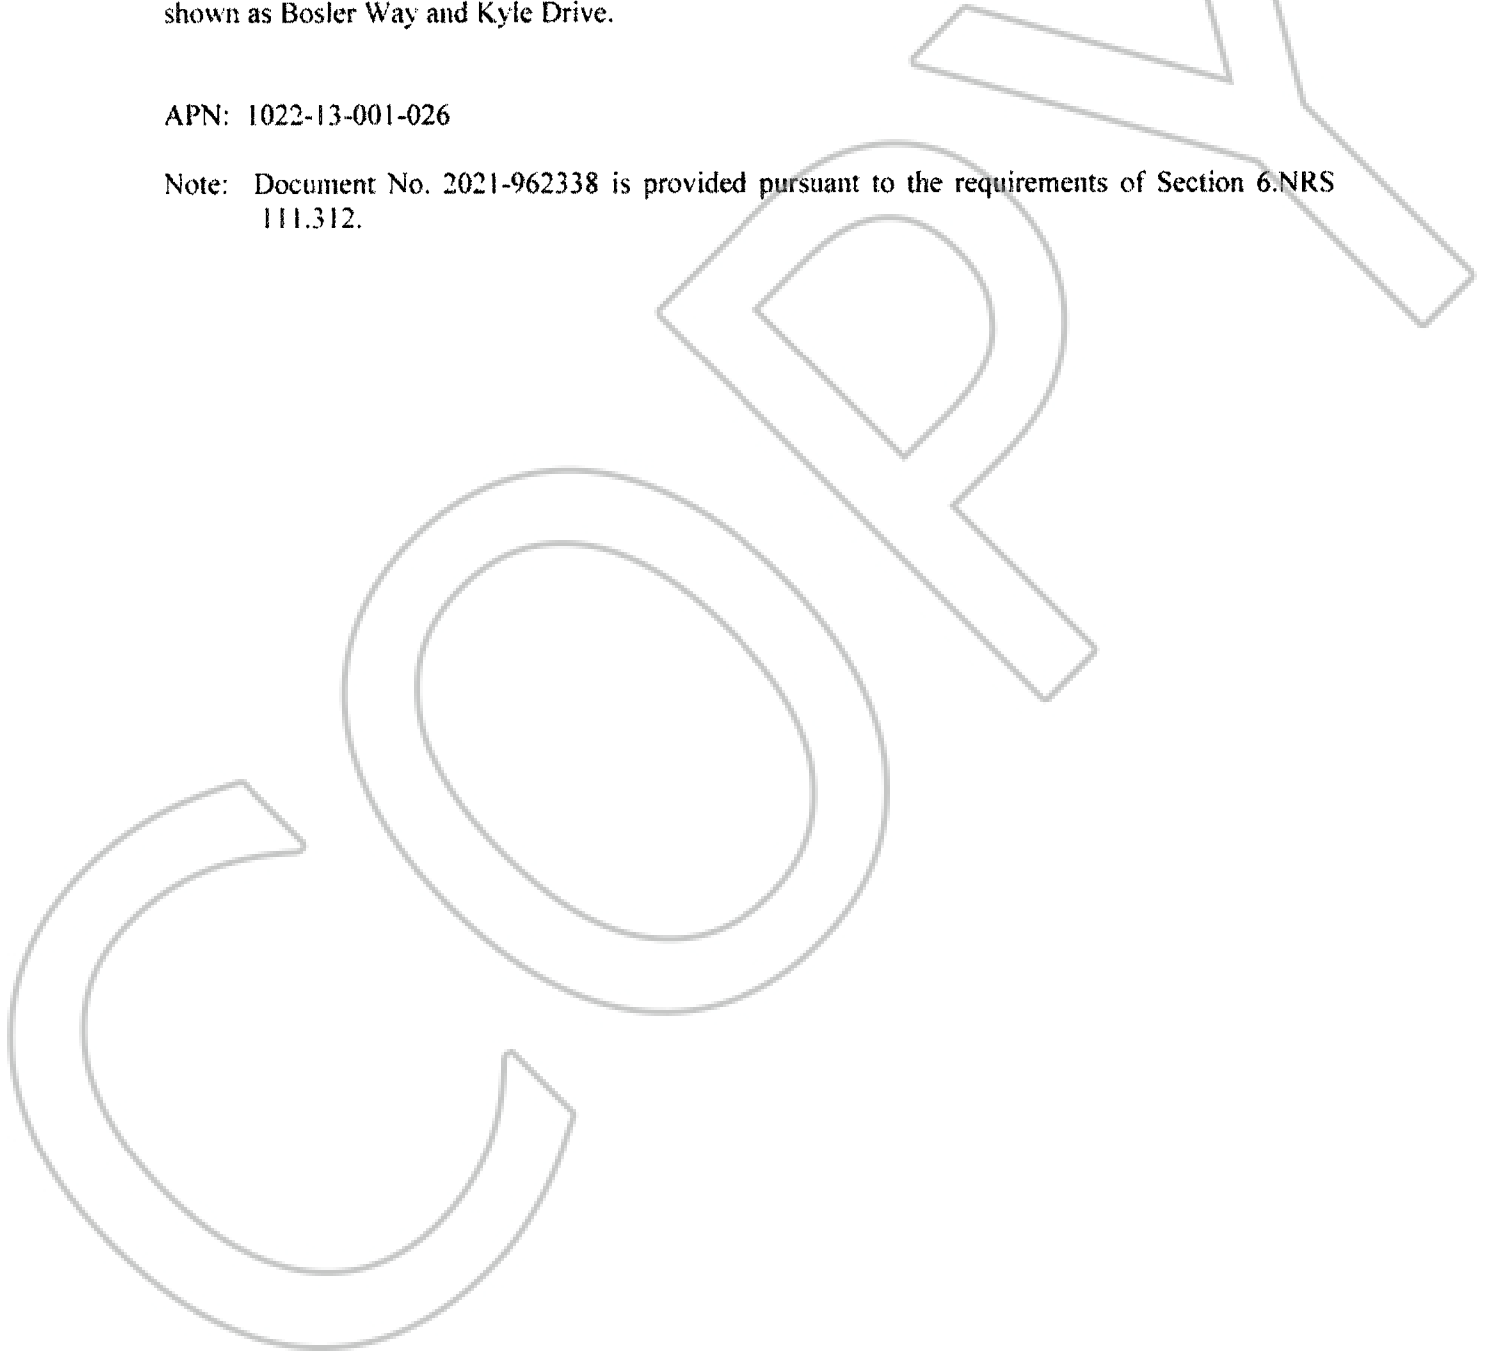 shown as Bosler Way and Kyle Drive.
APN: 1022-13-001-026
Note: Document No. 2021-962338 is provided pursuant to the requirements of Section 6.NRS
111.312.
COPY